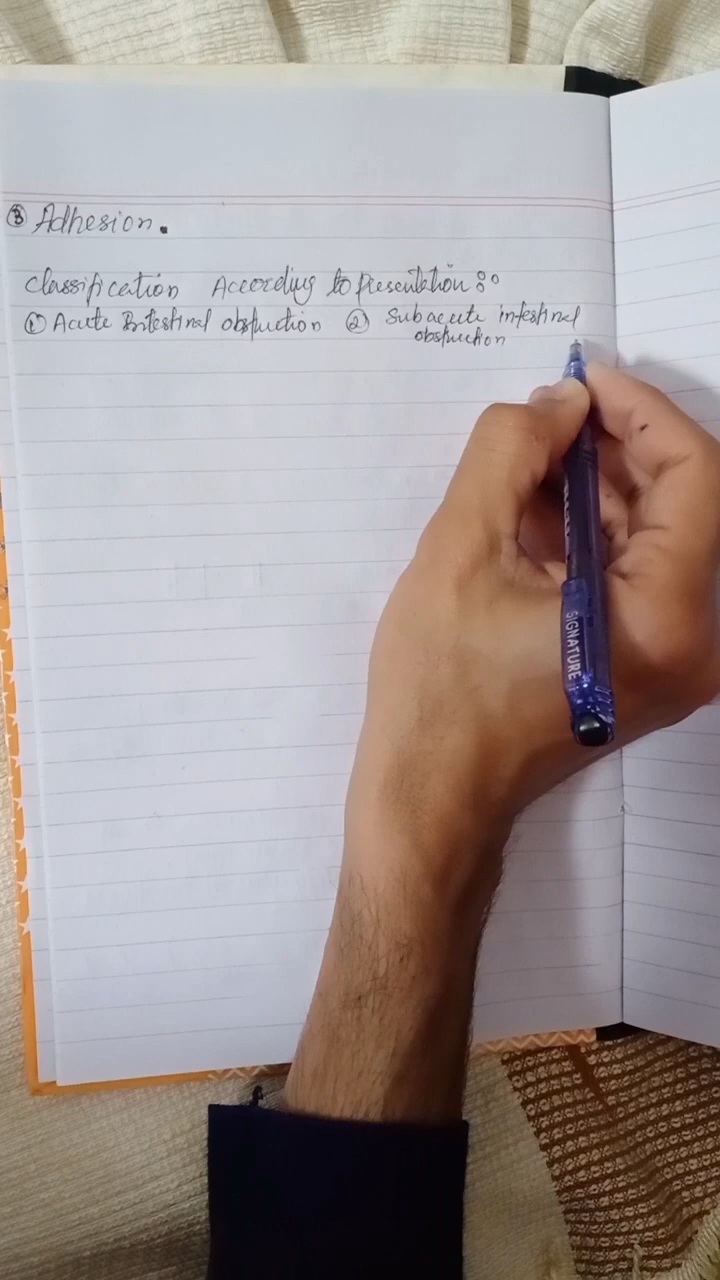 ③ Adhesion.
Classification According to Presentation :-
① Acute Intestinal obstruction ② Subacute intestinal
obstruction
SIGNATURE